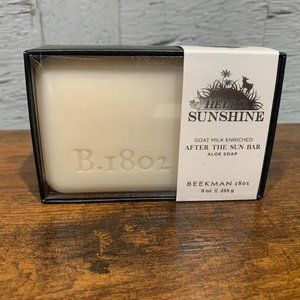 B.1802
HELLO
SUNSHINE
GOAT MILK ENRICHED
AFTER THE SUN BAR
ALOE SOAP
BEEKMAN 1802
9 oz || 255 g